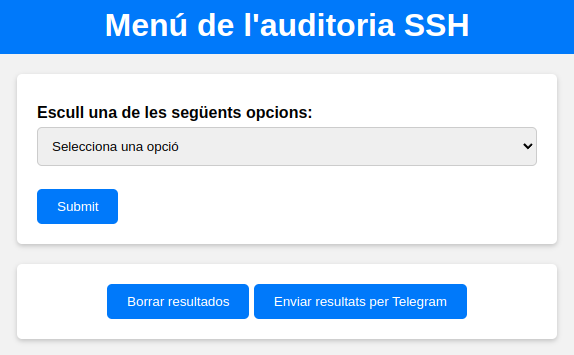 Menú de l'auditoria SSH
Escull una de les següents opcions:
Selecciona una opció
Submit
Borrar resultados
Enviar resultats per Telegram